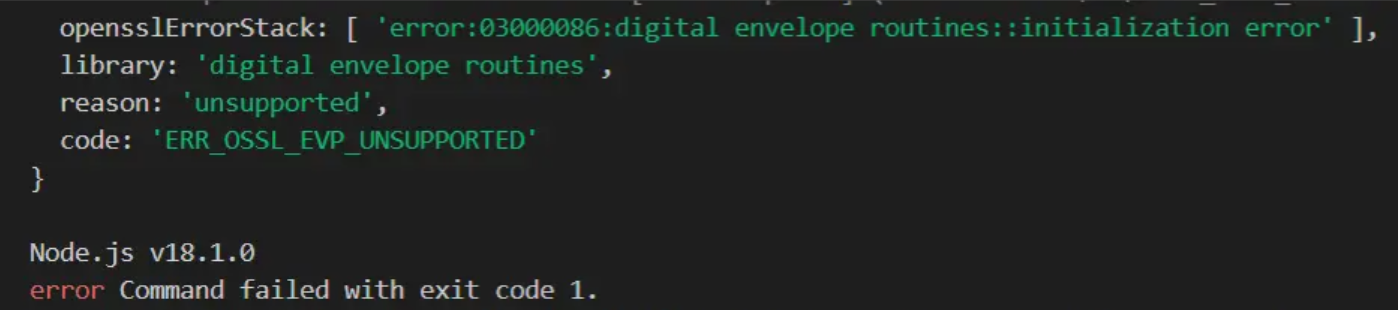 opensslErrorStack: [ 'error:03000086:digital envelope routines::initialization error' ],
library: 'digital envelope routines',
reason: 'unsupported',
code: 'ERR_OSSL_EVP_UNSUPPORTED'
}
Node.js v18.1.0
error Command failed with exit code 1.